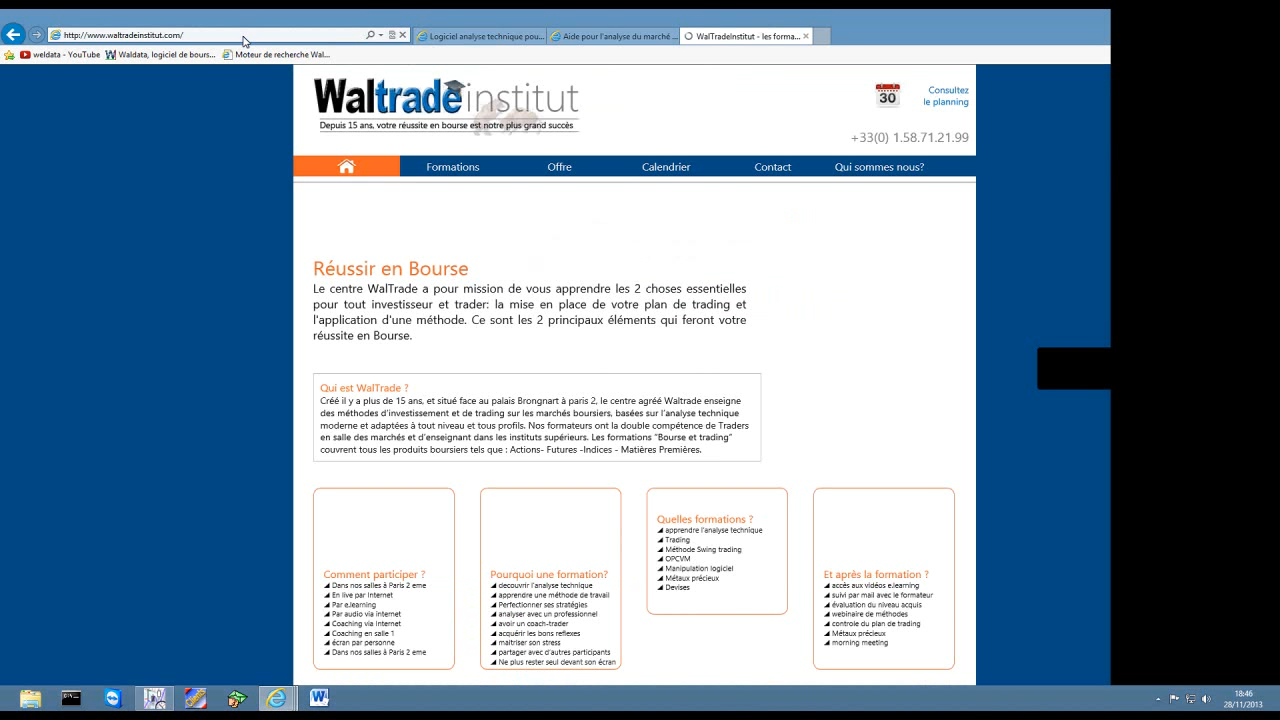 http://www.waltradeinstitut.com/
Logiciel analyse technique pou...
Aide pour l'analyse du marché ...
WalTradeInstitut - les forma...
weldata - YouTube
Waldata, logiciel de bours...
Moteur de recherche Wal...
Waltrade institut
Depuis 15 ans, votre réussite en bourse est notre plus grand succès
30
Consultez
le planning
+33(0) 1.58.71.21.99
Formations
Offre
Calendrier
Contact
Qui sommes nous?
Réussir en Bourse
Le centre WalTrade a pour mission de vous apprendre les 2 choses essentielles
pour tout investisseur et trader: la mise en place de votre plan de trading et
l'application d'une méthode. Ce sont les 2 principaux éléments qui feront votre
réussite en Bourse.
Qui est WalTrade ?
Créé il y a plus de 15 ans, et situé face au palais Brongnart à paris 2, le centre agréé Waltrade enseigne
des méthodes d'investissement et de trading sur les marchés boursiers, basées sur l'analyse technique
moderne et adaptées à tout niveau et tous profils. Nos formateurs ont la double compétence de Traders
en salle des marchés et d'enseignant dans les instituts supérieurs. Les formations "Bourse et trading"
couvrent tous les produits boursiers tels que : Actions- Futures -Indices - Matières Premières.
Comment participer ?
Dans nos salles à Paris 2 eme
En live par Internet
Par e.learning
Par audio via internet
Coaching via Internet
Coaching en salle 1
écran par personne
Dans nos salles à Paris 2 eme
Pourquoi une formation?
decouvrir l'analyse technique
apprendre une méthode de travail
Perfectionner ses stratégies
analyser avec un professionnel
avoir un coach-trader
acquérir les bons reflexes
maitriser son stress
partager avec d'autres participants
Ne plus rester seul devant son écran
Quelles formations ?
apprendre l'analyse technique
Trading
Méthode Swing trading
OPCVM
Manipulation logiciel
Métaux précieux
Devises
Et après la formation ?
accès aux vidéos e.learning
suivi par mail avec le formateur
évaluation du niveau acquis
webinaire de méthodes
controle du plan de trading
Métaux précieux
morning meeting
18:46
28/11/2013